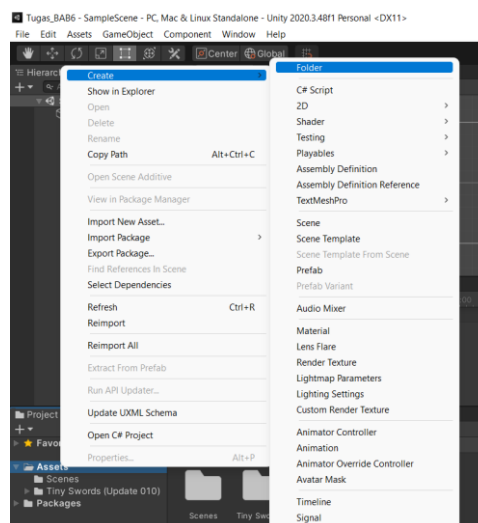 Tugas_BAB6 - SampleScene - PC, Mac & Linux Standalone - Unity 2020.3.48f1 Personal <DX11>
File Edit Assets GameObject Component Window Help
Center Global
Hierarc
Create
Show in Explorer
Open
Delete
Rename
Copy Path Alt+Ctrl+C
Open Scene Additive
View in Package Manager
Import New Asset...
Import Package
Export Package...
Find References In Scene
Select Dependencies
Refresh Ctrl+R
Reimport
Reimport All
Extract From Prefab
Run API Updater...
Update UXML Schema
Open C# Project
Properties... Alt+P
Folder
C# Script
2D
Shader
Testing
Playables
Assembly Definition
Assembly Definition Reference
TextMeshPro
Scene
Scene Template
Scene Template From Scene
Prefab
Prefab Variant
Audio Mixer
Material
Lens Flare
Render Texture
Lightmap Parameters
Lighting Settings
Custom Render Texture
Animator Controller
Animation
Animator Override Controller
Avatar Mask
Timeline
Signal
Project
Favor
Assets
Scenes
Tiny Swords (Update 010)
Packages
Scenes Tiny Swo